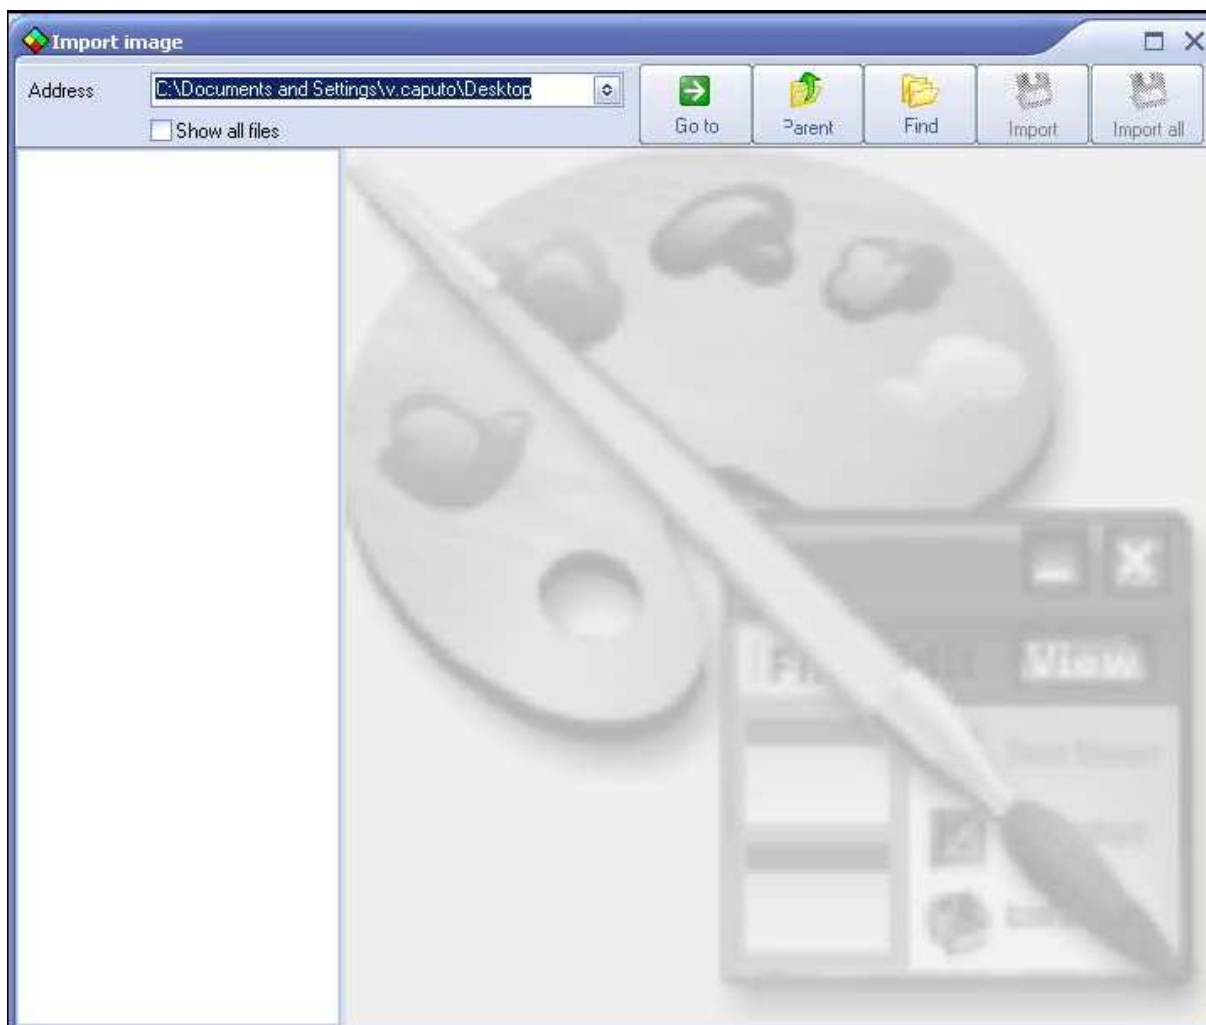 Import image
Address
C:\Documents and Settings\v.caputo\Desktop
Show all files
Go to
Parent
Find
Import
Import all
View